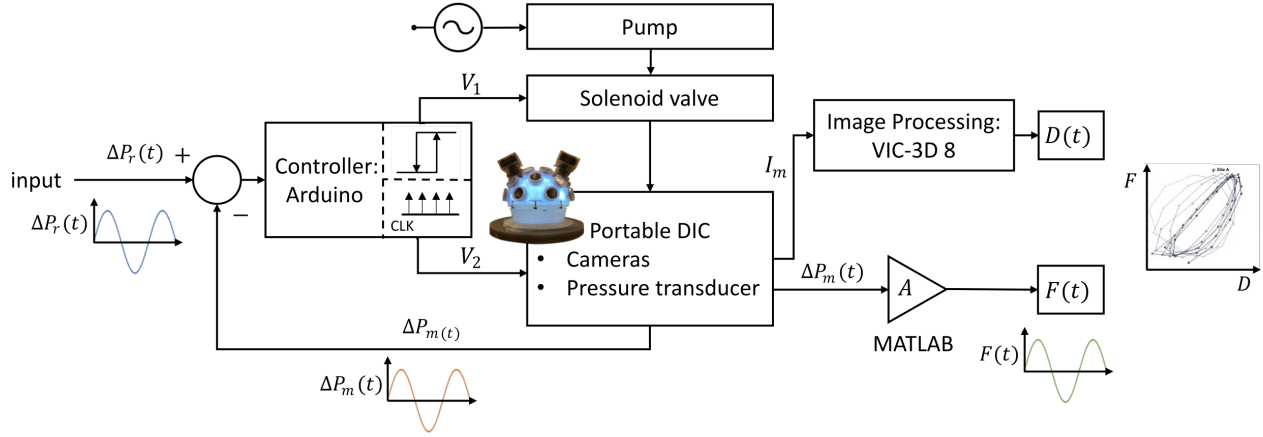 Pump
V₁
Solenoid valve
ΔPᵣ(t) +
input
Controller:
Arduino
CLK
−
ΔPᵣ(t)
V₂
Portable DIC
• Cameras
• Pressure transducer
Iₘ
Image Processing:
VIC-3D 8
D(t)
ΔPₘ(t)
A
MATLAB
F(t)
F(t)
ΔPₘ₍ₜ₎
ΔPₘ(t)
F
p: Site A
D